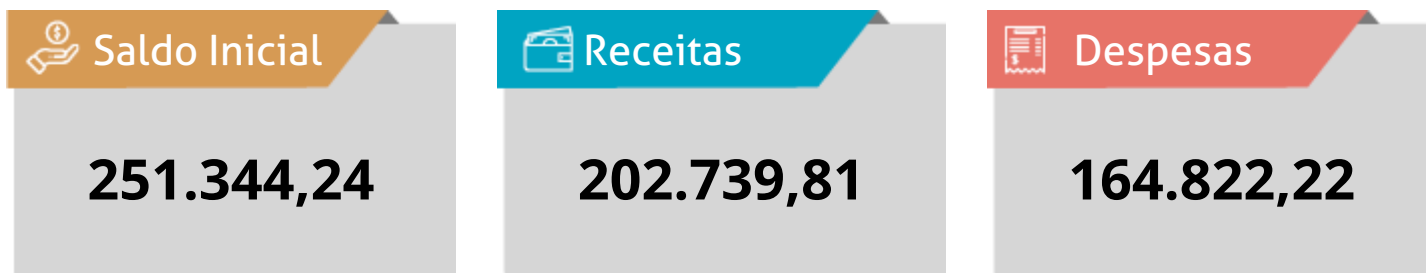 Saldo Inicial
251.344,24
Receitas
202.739,81
Despesas
164.822,22